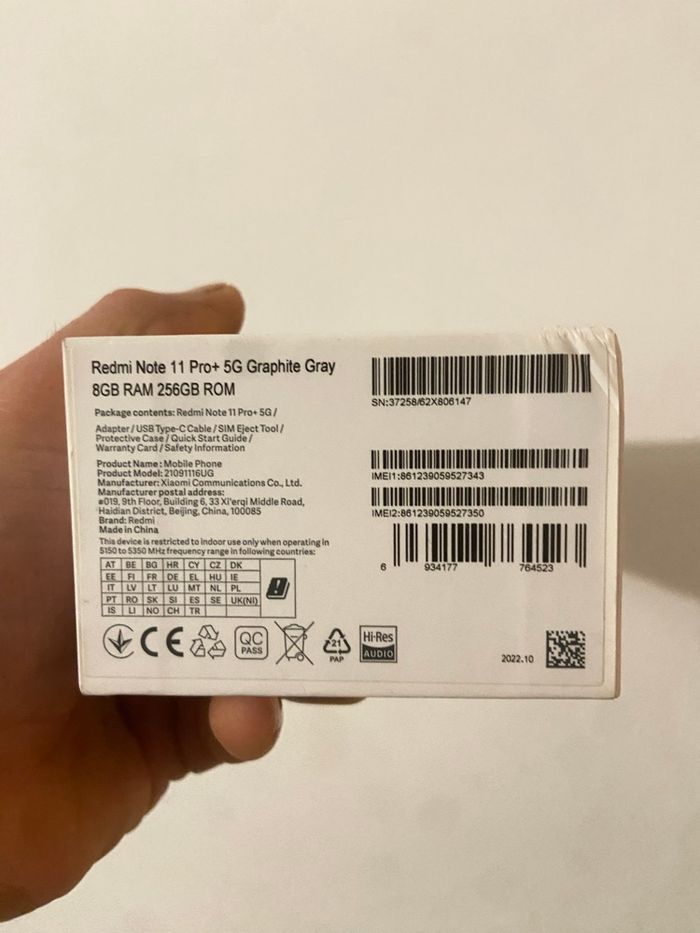 Redmi Note 11 Pro+ 5G Graphite Gray
8GB RAM 256GB ROM
Package contents: Redmi Note 11 Pro+ 5G /
Adapter / USB Type-C Cable / SIM Eject Tool /
Protective Case / Quick Start Guide /
Warranty Card / Safety Information
Product Name: Mobile Phone
Product Model: 21091116UG
Manufacturer: Xiaomi Communications Co., Ltd.
Manufacturer postal address:
#019, 9th Floor, Building 6, 33 Xi'erqi Middle Road,
Haidian District, Beijing, China, 100085
Brand: Redmi
Made in China
This device is restricted to indoor use only when operating in
5150 to 5350 MHz frequency range in following countries:
AT BE BG HR CY CZ DK
EE FI FR DE EL HU IE
IT LV LT LU MT NL PL
PT RO SK SI ES SE UK(NI)
IS LI NO CH TR
CE
QC
PASS
21
PAP
Hi-Res
AUDIO
SN:37258/62X806147
IMEI1:861239059527343
IMEI2:861239059527350
6 934177 764523
2022.10